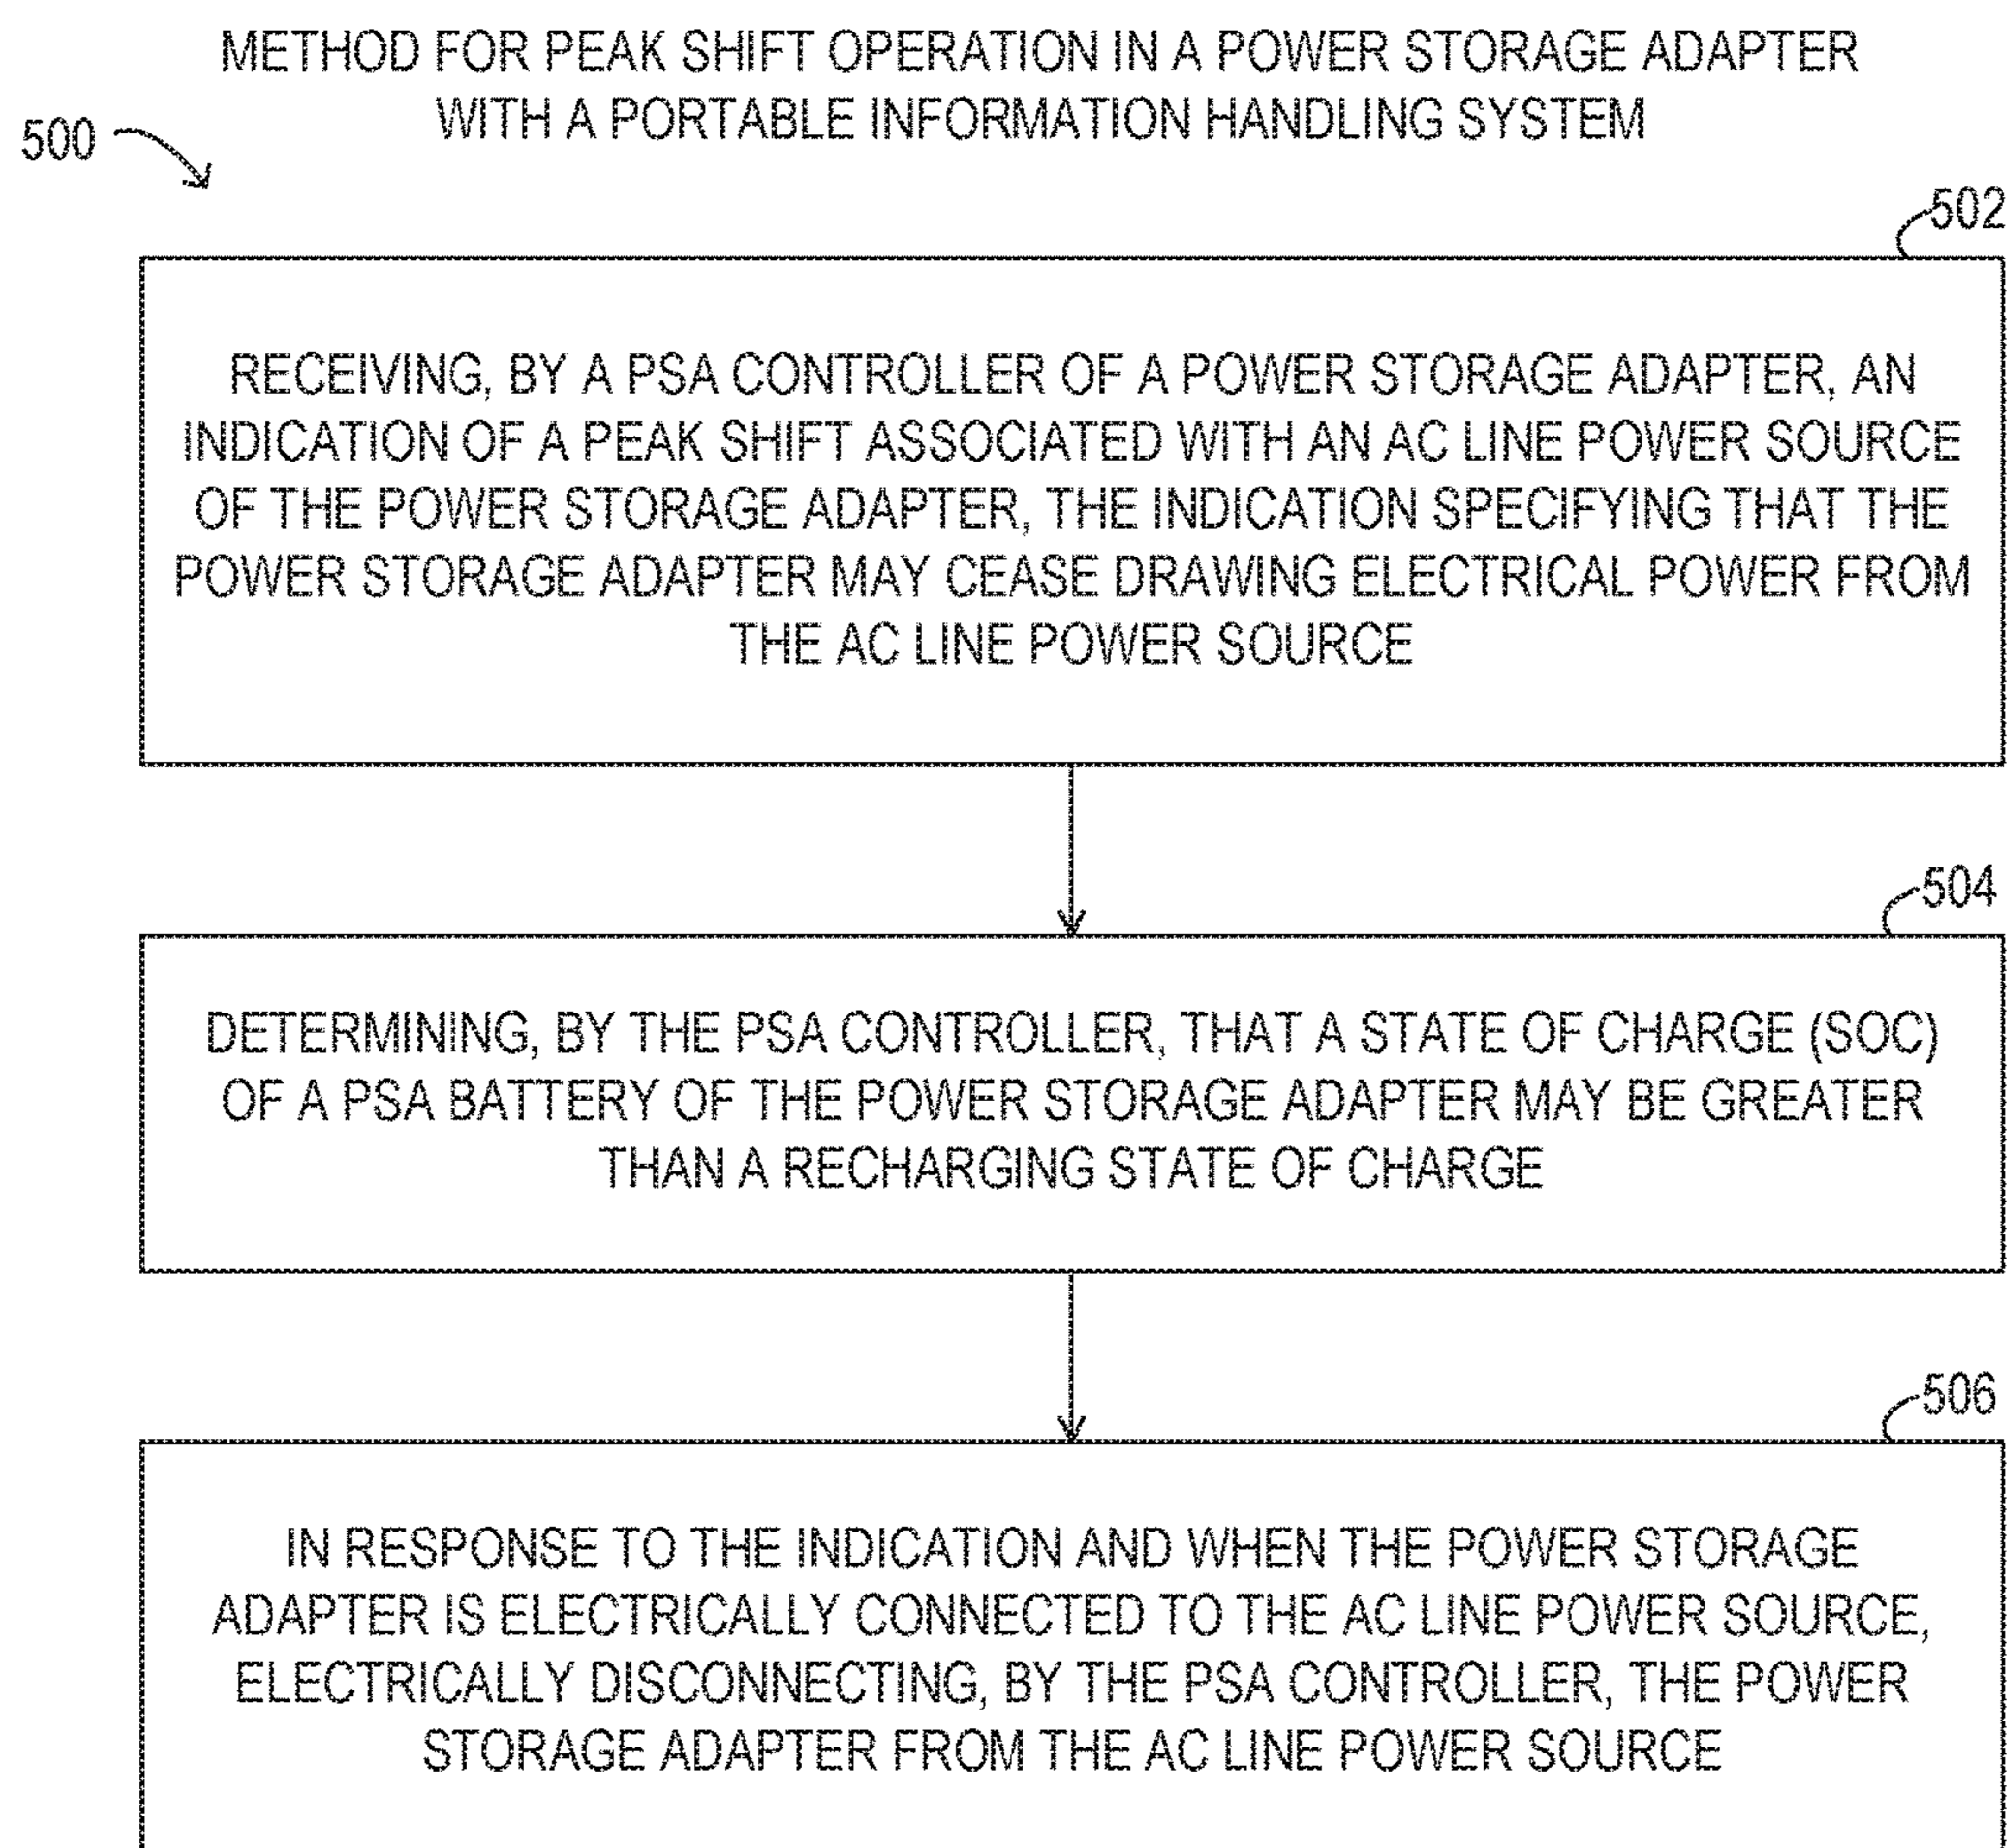 METHOD FOR PEAK SHIFT OPERATION IN A POWER STORAGE ADAPTER
WITH A PORTABLE INFORMATION HANDLING SYSTEM
500
502
RECEIVING, BY A PSA CONTROLLER OF A POWER STORAGE ADAPTER, AN
INDICATION OF A PEAK SHIFT ASSOCIATED WITH AN AC LINE POWER SOURCE
OF THE POWER STORAGE ADAPTER, THE INDICATION SPECIFYING THAT THE
POWER STORAGE ADAPTER MAY CEASE DRAWING ELECTRICAL POWER FROM
THE AC LINE POWER SOURCE
504
DETERMINING, BY THE PSA CONTROLLER, THAT A STATE OF CHARGE (SOC)
OF A PSA BATTERY OF THE POWER STORAGE ADAPTER MAY BE GREATER
THAN A RECHARGING STATE OF CHARGE
506
IN RESPONSE TO THE INDICATION AND WHEN THE POWER STORAGE
ADAPTER IS ELECTRICALLY CONNECTED TO THE AC LINE POWER SOURCE,
ELECTRICALLY DISCONNECTING, BY THE PSA CONTROLLER, THE POWER
STORAGE ADAPTER FROM THE AC LINE POWER SOURCE